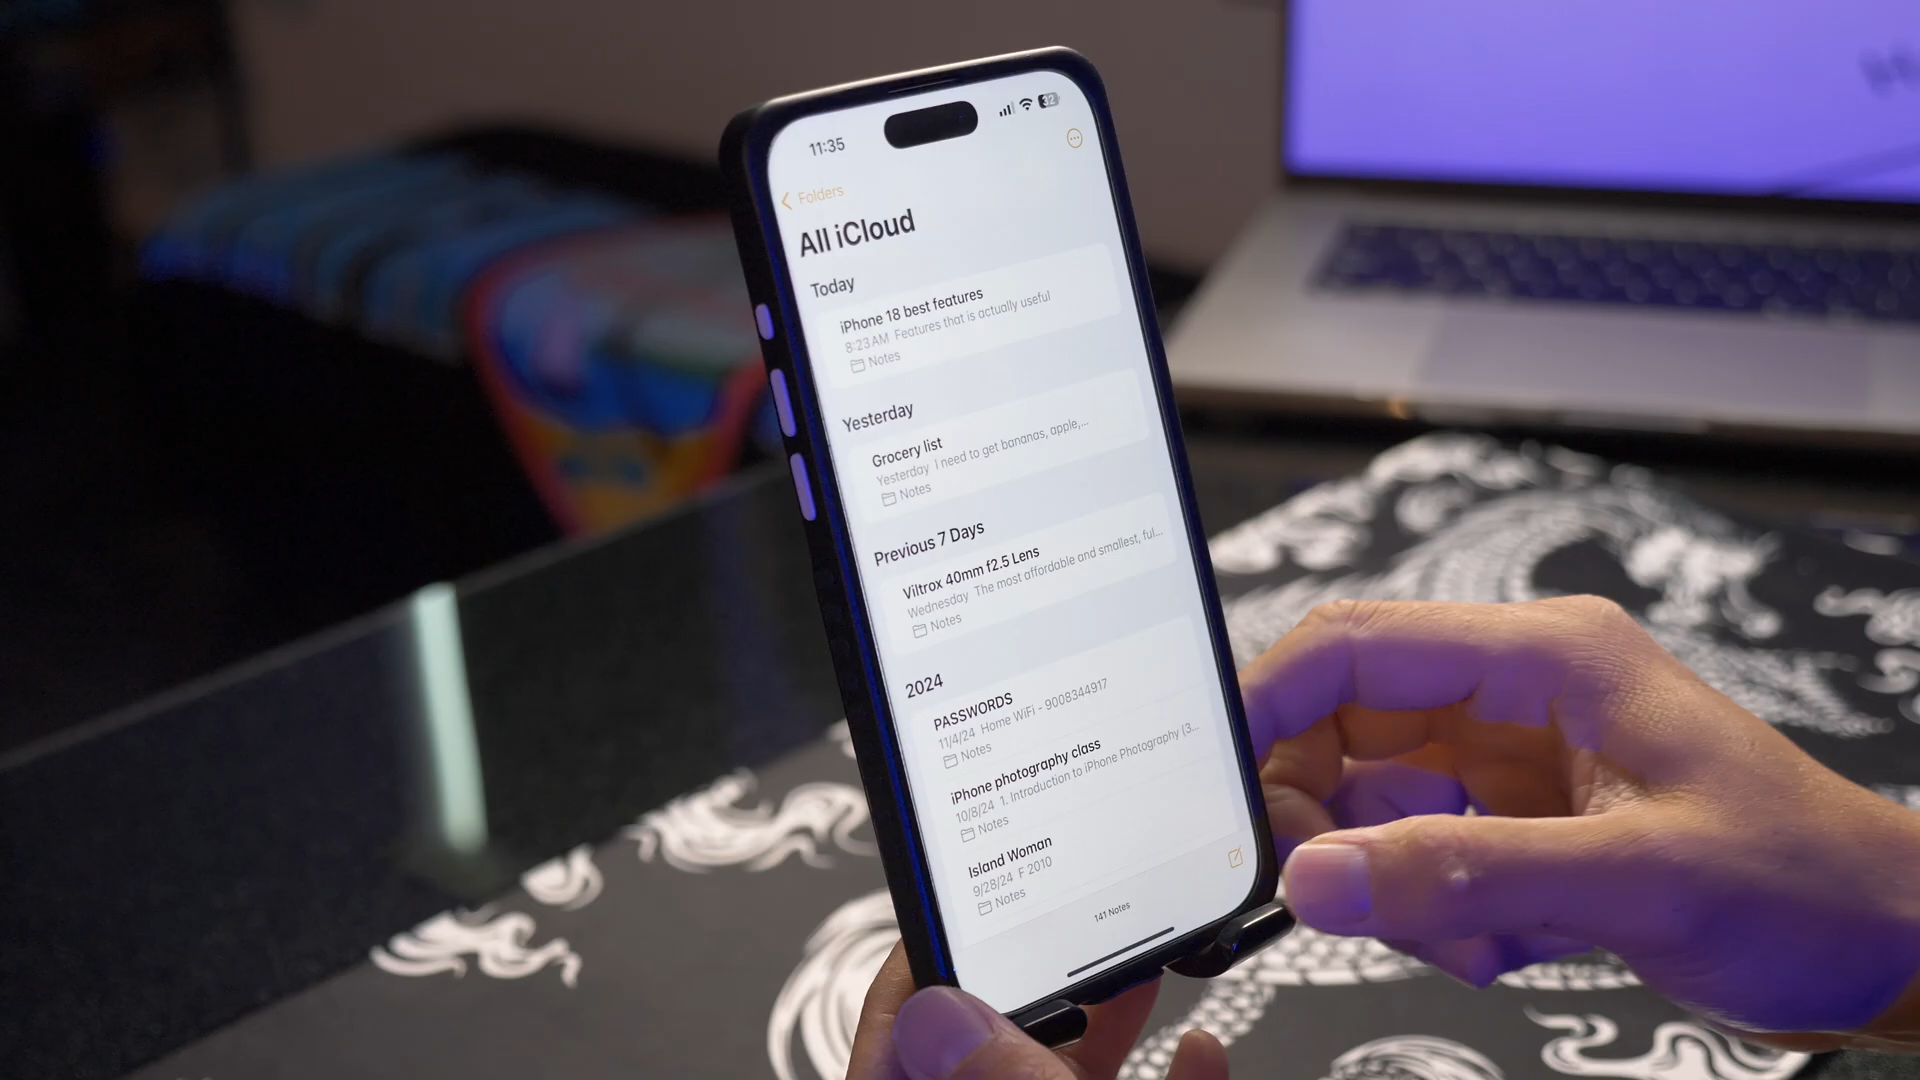 11:35
32
Folders
All iCloud
Today
iPhone 18 best features
8:23 AM Features that is actually useful
Notes
Yesterday
Grocery list
Yesterday I need to get bananas, apple,...
Notes
Previous 7 Days
Viltrox 40mm f2.5 Lens
Wednesday The most affordable and smallest, ful...
Notes
2024
PASSWORDS
11/4/24 Home WiFi - 9008344917
Notes
iPhone photography class
10/8/24 1. Introduction to iPhone Photography (3...
Notes
Island Woman
9/28/24 F 2010
Notes
141 Notes